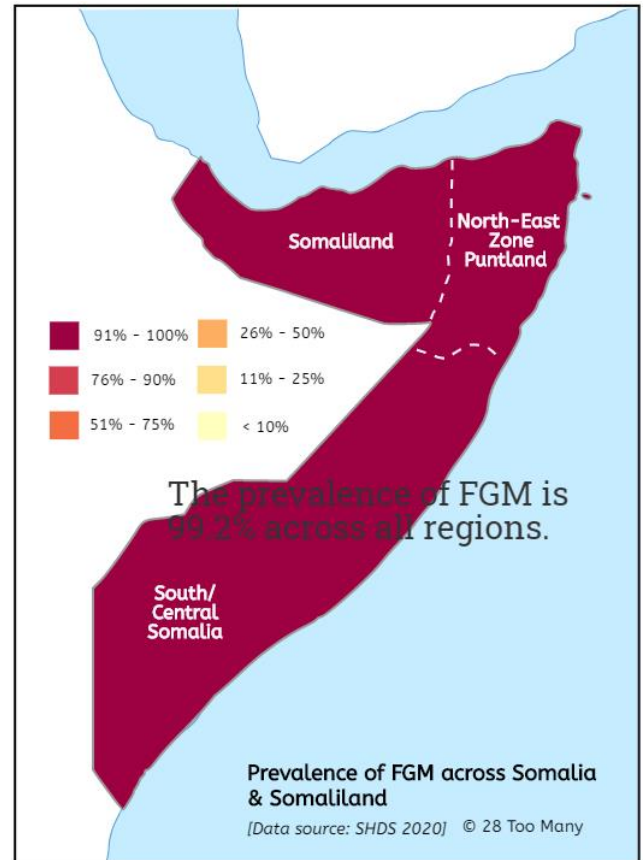 Somaliland
North-East
Zone
Puntland
91% - 100%
26% - 50%
76% - 90%
11% - 25%
51% - 75%
< 10%
The prevalence of FGM is
99.2% across all regions.
South/
Central
Somalia
Prevalence of FGM across Somalia
& Somaliland
[Data source: SHDS 2020] © 28 Too Many